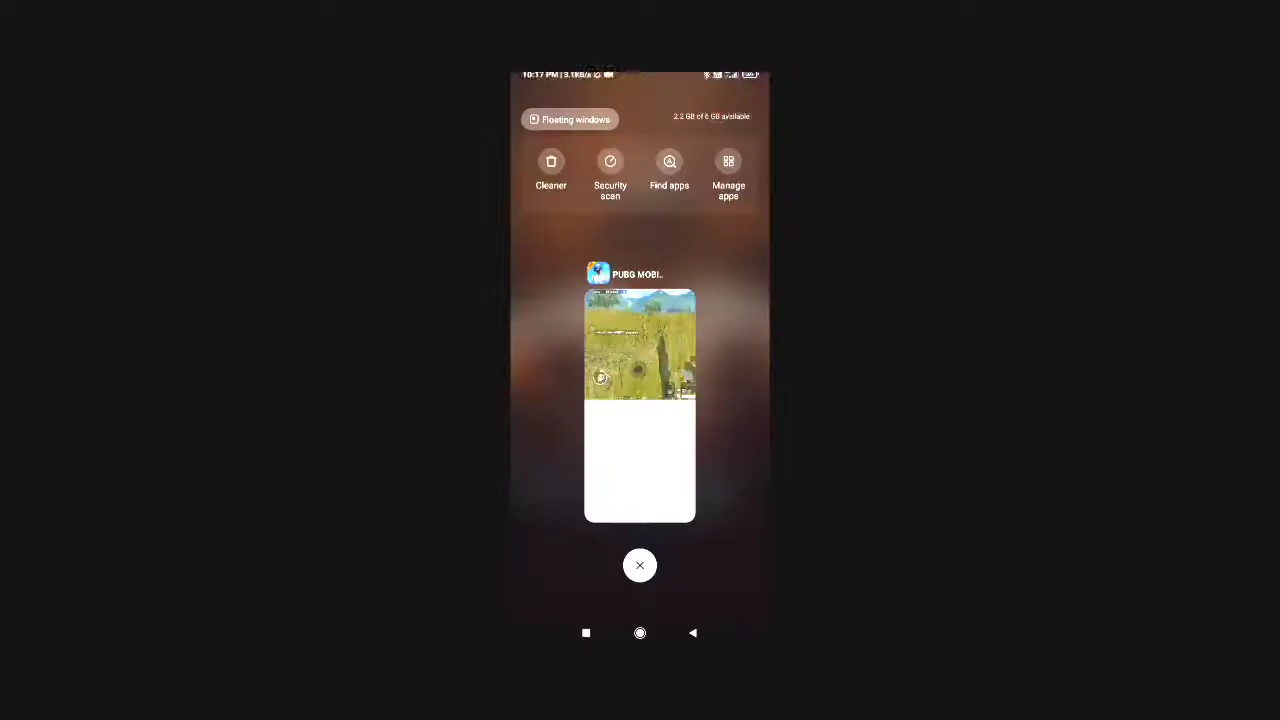 10:17 PM | 3.1KB/s
Floating windows
2.2 GB of 6 GB available
Cleaner
Security scan
Find apps
Manage apps
PUBG MOBI..